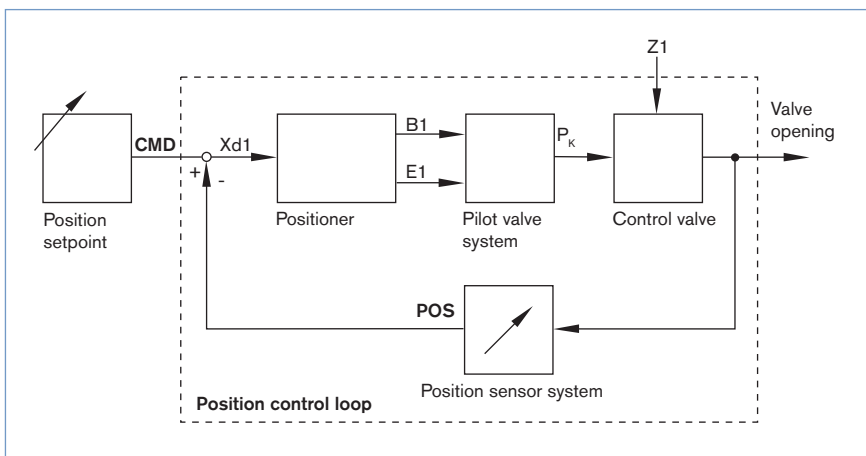 Z1
Valve
opening
CMD
Xd1
B1
E1
P_K
+
-
Position
setpoint
Positioner
Pilot valve
system
Control valve
POS
Position sensor system
Position control loop